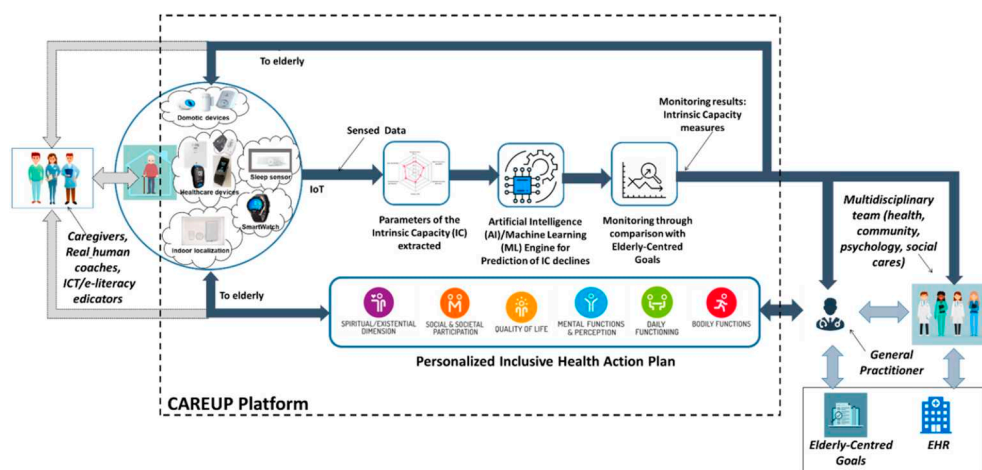 To elderly
Domotic devices
Sleep sensor
Healthcare devices
SmartWatch
Indoor localization
IoT
Sensed Data
Parameters of the
Intrinsic Capacity (IC)
extracted
Artificial Intelligence
(AI)/Machine Learning
(ML) Engine for
Prediction of IC declines
Monitoring through
comparison with
Elderly-Centred
Goals
Monitoring results:
Intrinsic Capacity
measures
Caregivers,
Real human
coaches,
ICT/e-literacy
edicators
Multidisciplinary
team (health,
community,
psychology, social
cares)
To elderly
SPIRITUAL/EXISTENTIAL
DIMENSION
SOCIAL & SOCIETAL
PARTICIPATION
QUALITY OF LIFE
MENTAL FUNCTIONS
& PERCEPTION
DAILY
FUNCTIONING
BODILY FUNCTIONS
Personalized Inclusive Health Action Plan
General
Practitioner
CAREUP Platform
Elderly-Centred
Goals
EHR